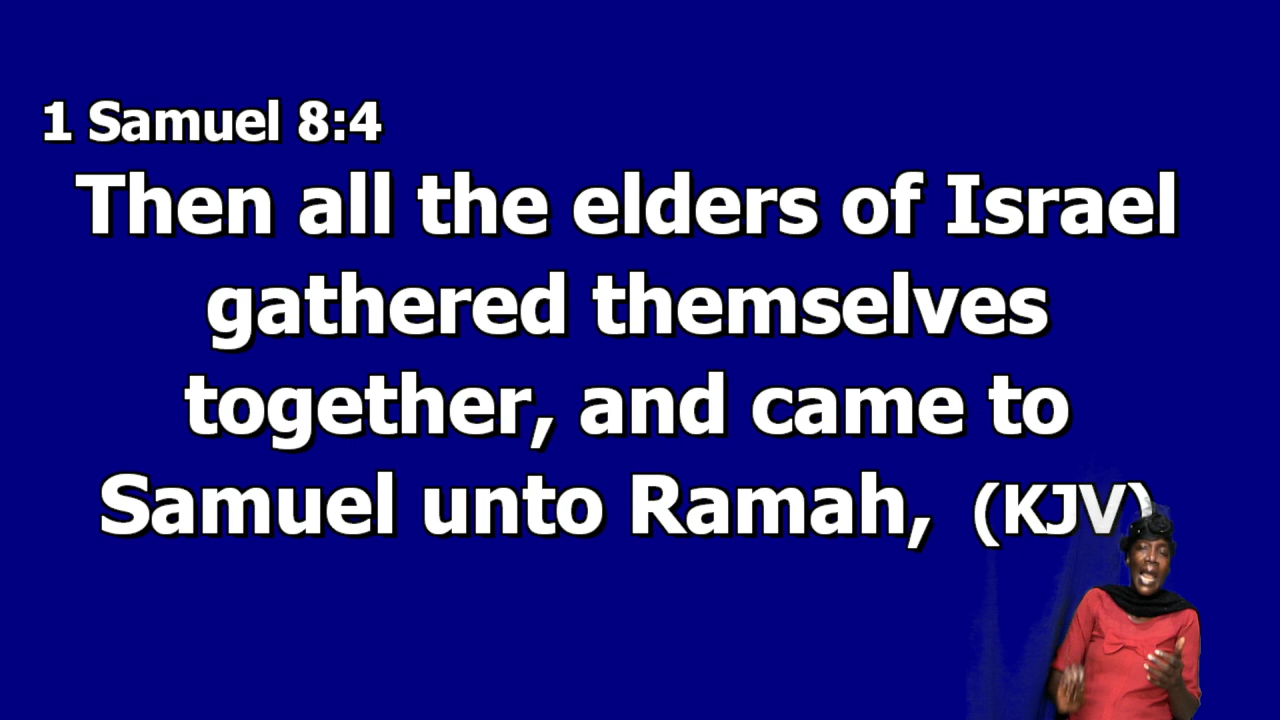 1 Samuel 8:4
Then all the elders of Israel
gathered themselves
together, and came to
Samuel unto Ramah, (KJV)